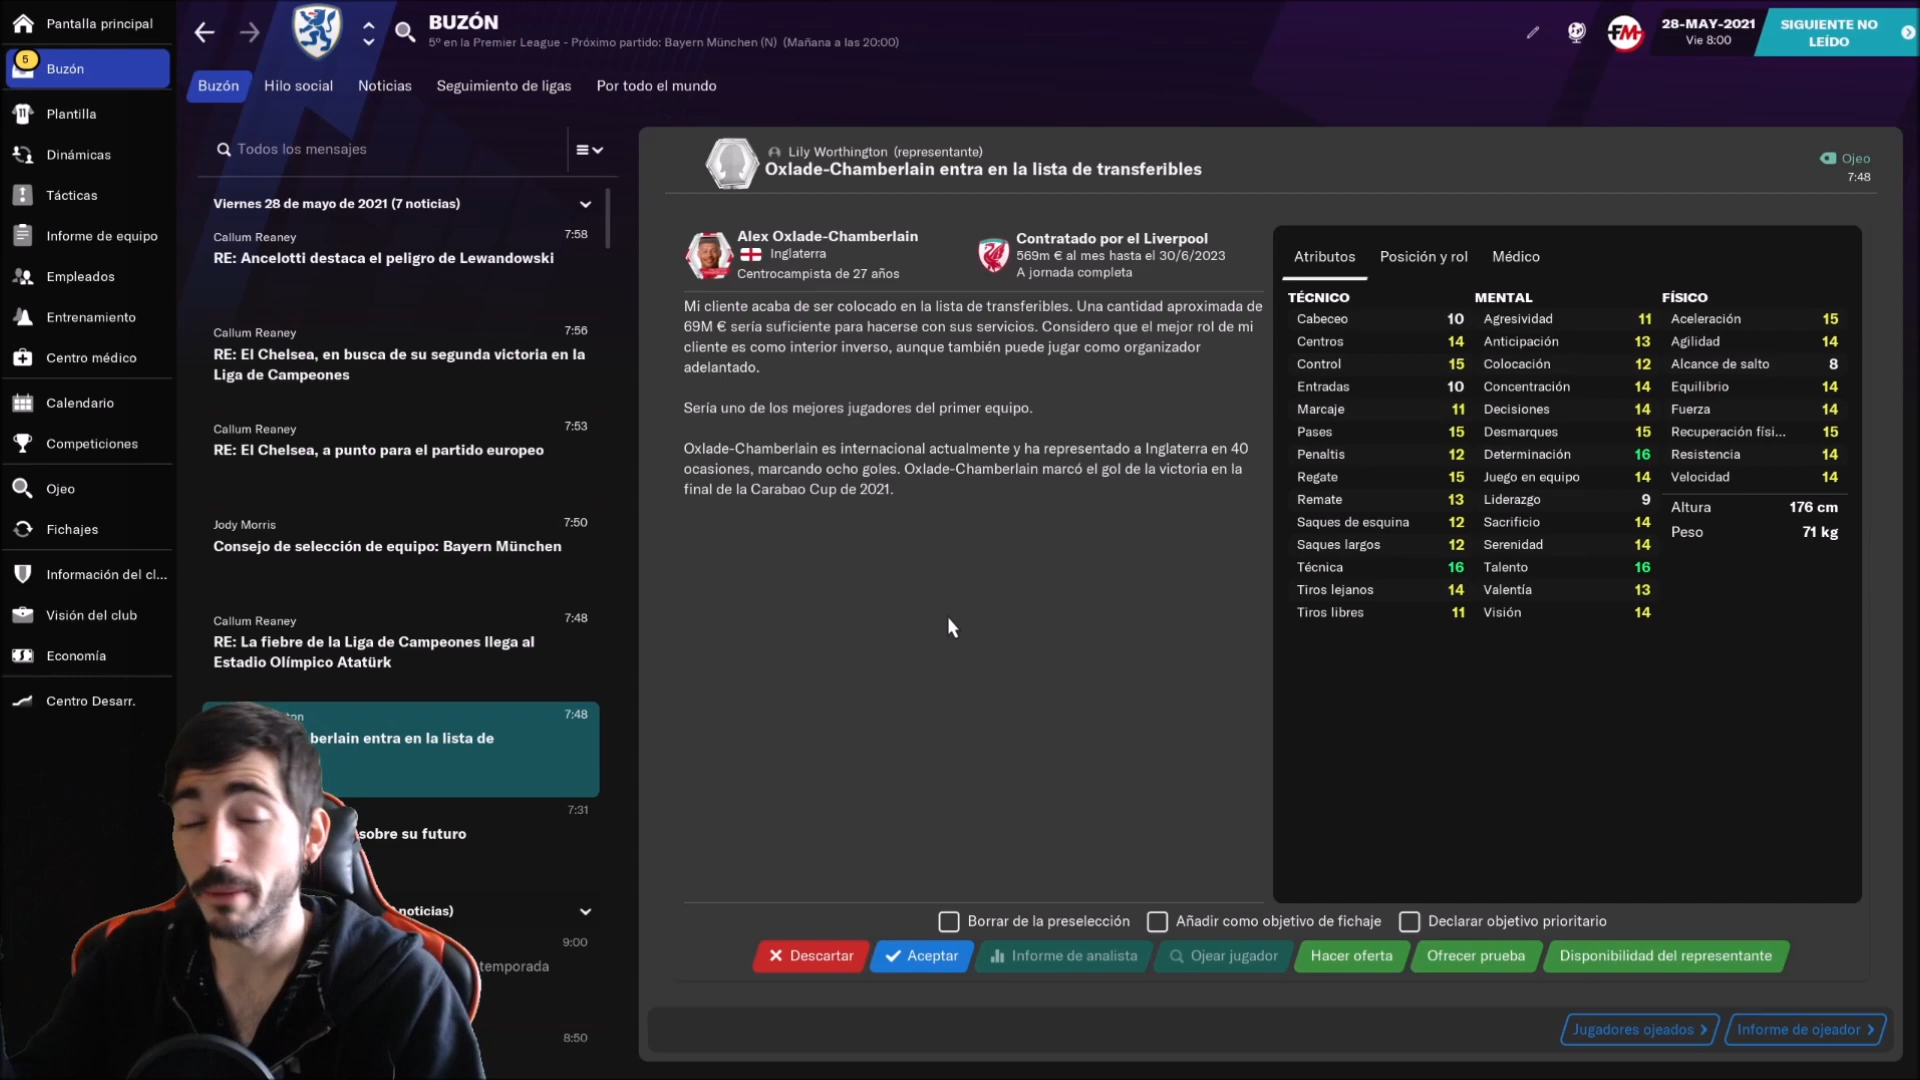 Pantalla principal
5
Buzón
Plantilla
Dinámicas
Tácticas
Informe de equipo
Empleados
Entrenamiento
Centro médico
Calendario
Competiciones
Ojeo
Fichajes
Información del cl...
Visión del club
Economía
Centro Desarr.
BUZÓN
5º en la Premier League - Próximo partido: Bayern München (N) (Mañana a las 20:00)
FM
28-MAY-2021
Vie 8:00
SIGUIENTE NO
LEÍDO
Buzón
Hilo social
Noticias
Seguimiento de ligas
Por todo el mundo
Todos los mensajes
Viernes 28 de mayo de 2021 (7 noticias)
Callum Reaney
7:58
RE: Ancelotti destaca el peligro de Lewandowski
Callum Reaney
7:56
RE: El Chelsea, en busca de su segunda victoria en la
Liga de Campeones
Callum Reaney
7:53
RE: El Chelsea, a punto para el partido europeo
Jody Morris
7:50
Consejo de selección de equipo: Bayern München
Callum Reaney
7:48
RE: La fiebre de la Liga de Campeones llega al
Estadio Olímpico Atatürk
7:48
berlain entra en la lista de
7:31
sobre su futuro
noticias)
9:00
temporada
8:50
Lily Worthington (representante)
Oxlade-Chamberlain entra en la lista de transferibles
Ojeo
7:48
Alex Oxlade-Chamberlain
Inglaterra
Centrocampista de 27 años
Contratado por el Liverpool
569m € al mes hasta el 30/6/2023
A jornada completa
Mi cliente acaba de ser colocado en la lista de transferibles. Una cantidad aproximada de
69M € sería suficiente para hacerse con sus servicios. Considero que el mejor rol de mi
cliente es como interior inverso, aunque también puede jugar como organizador
adelantado.
Sería uno de los mejores jugadores del primer equipo.
Oxlade-Chamberlain es internacional actualmente y ha representado a Inglaterra en 40
ocasiones, marcando ocho goles. Oxlade-Chamberlain marcó el gol de la victoria en la
final de la Carabao Cup de 2021.
Atributos
Posición y rol
Médico
TÉCNICO
Cabeceo 10
Centros 14
Control 15
Entradas 10
Marcaje 11
Pases 15
Penaltis 12
Regate 15
Remate 13
Saques de esquina 12
Saques largos 12
Técnica 16
Tiros lejanos 14
Tiros libres 11
MENTAL
Agresividad 11
Anticipación 13
Colocación 12
Concentración 14
Decisiones 14
Desmarques 15
Determinación 16
Juego en equipo 14
Liderazgo 9
Sacrificio 14
Serenidad 14
Talento 16
Valentía 13
Visión 14
FÍSICO
Aceleración 15
Agilidad 14
Alcance de salto 8
Equilibrio 14
Fuerza 14
Recuperación físi... 15
Resistencia 14
Velocidad 14
Altura 176 cm
Peso 71 kg
Borrar de la preselección
Añadir como objetivo de fichaje
Declarar objetivo prioritario
Descartar
Aceptar
Informe de analista
Ojear jugador
Hacer oferta
Ofrecer prueba
Disponibilidad del representante
Jugadores ojeados
Informe de ojeador